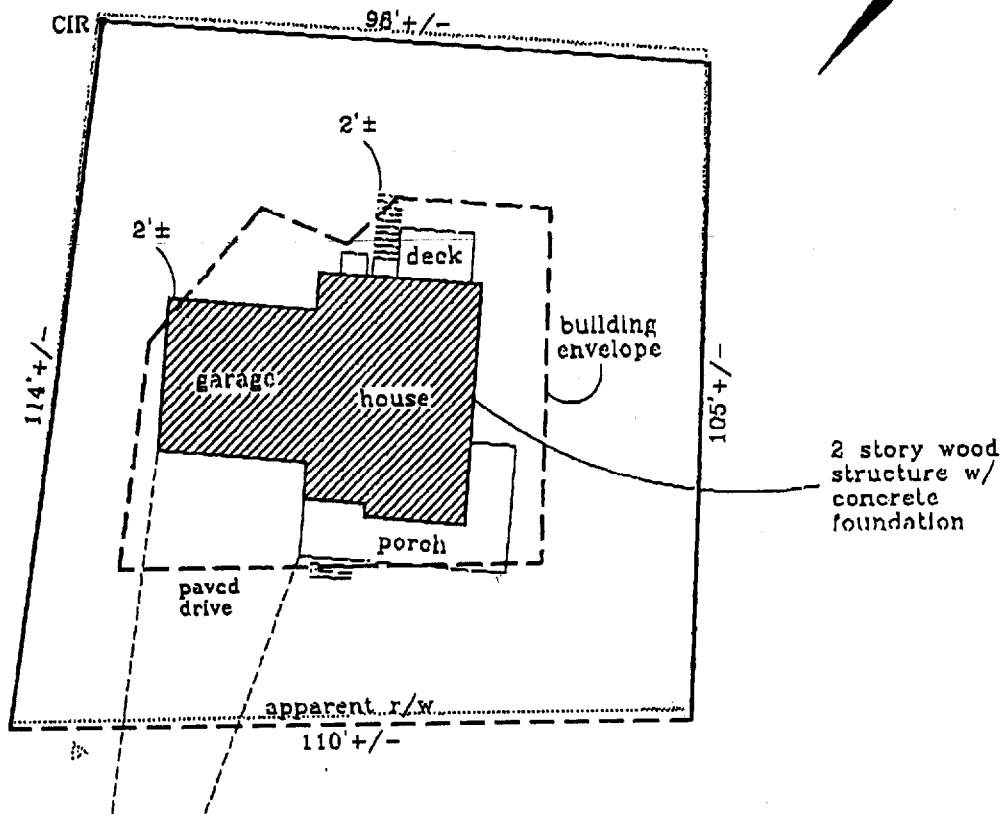 CIR
98'+/-
2'±
2'±
deck
building
envelope
114'+/-
garage
house
105'+/-
2 story wood
structure w/
concrete
foundation
porch
paved
drive
apparent r/w
110'+/-